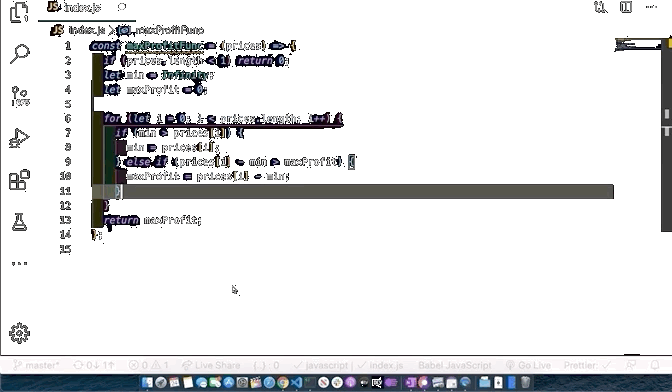 JS index.js
JS index.js > maxProfitFunc
1 const maxProfitFunc = (prices) => {
2 if (prices.length < 1) return 0;
3 let min = Infinity;
4 let maxProfit = 0;
5
6 for (let i = 0; i < prices.length; i++) {
7 if (min > prices[i]) {
8 min = prices[i];
9 } else if (prices[i] - min > maxProfit) {
10 maxProfit = prices[i] - min;
11 }
12 }
13 return maxProfit;
14 };
15
master* 0↓ 1↑ 0 1 Live Share {..}: 0 javascript | index.js Babel JavaScript Go Live Prettier: ✓